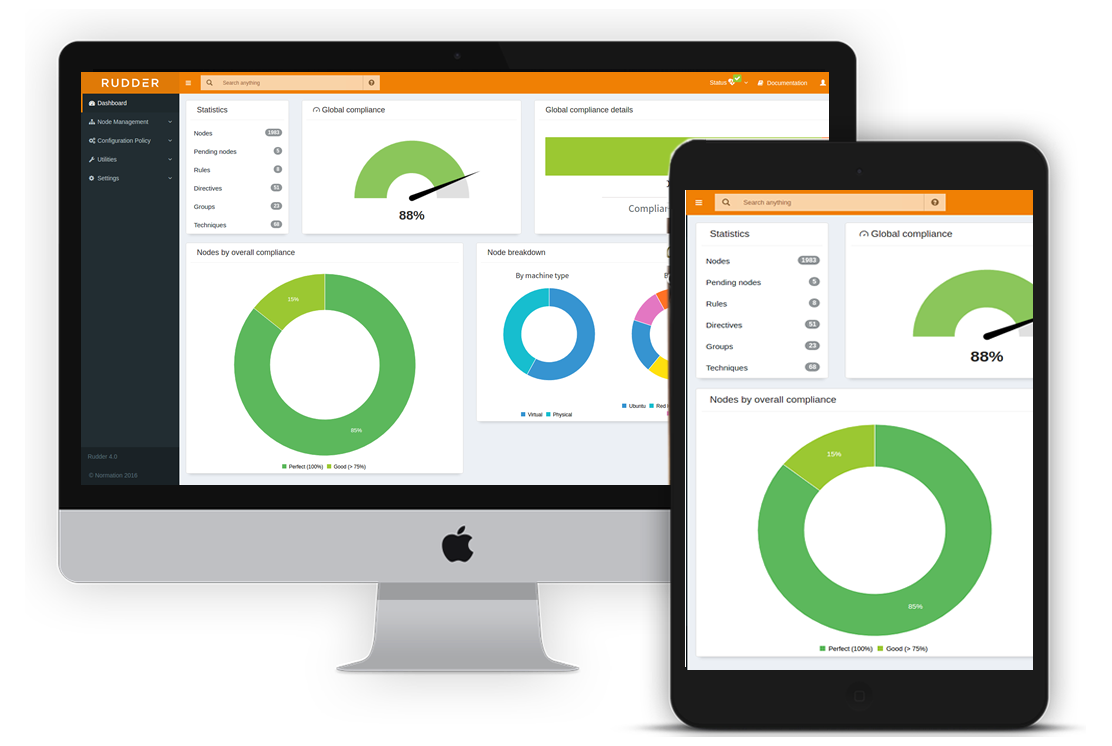 RUDDER
Search anything
?
Status
Documentation
Dashboard
Node Management
Configuration Policy
Utilities
Settings
Rudder 4.0
© Normation 2016
Statistics
Nodes 1983
Pending nodes 5
Rules 8
Directives 51
Groups 23
Techniques 68
Global compliance
88%
Global compliance details
Complian
Nodes by overall compliance
15%
85%
Perfect (100%) Good (> 75%)
Node breakdown
By machine type
B
Virtual Physical
Ubuntu Red
Search anything
?
Statistics
Nodes 1983
Pending nodes 5
Rules 8
Directives 51
Groups 23
Techniques 68
Global compliance
88%
Nodes by overall compliance
15%
85%
Perfect (100%) Good (> 75%)